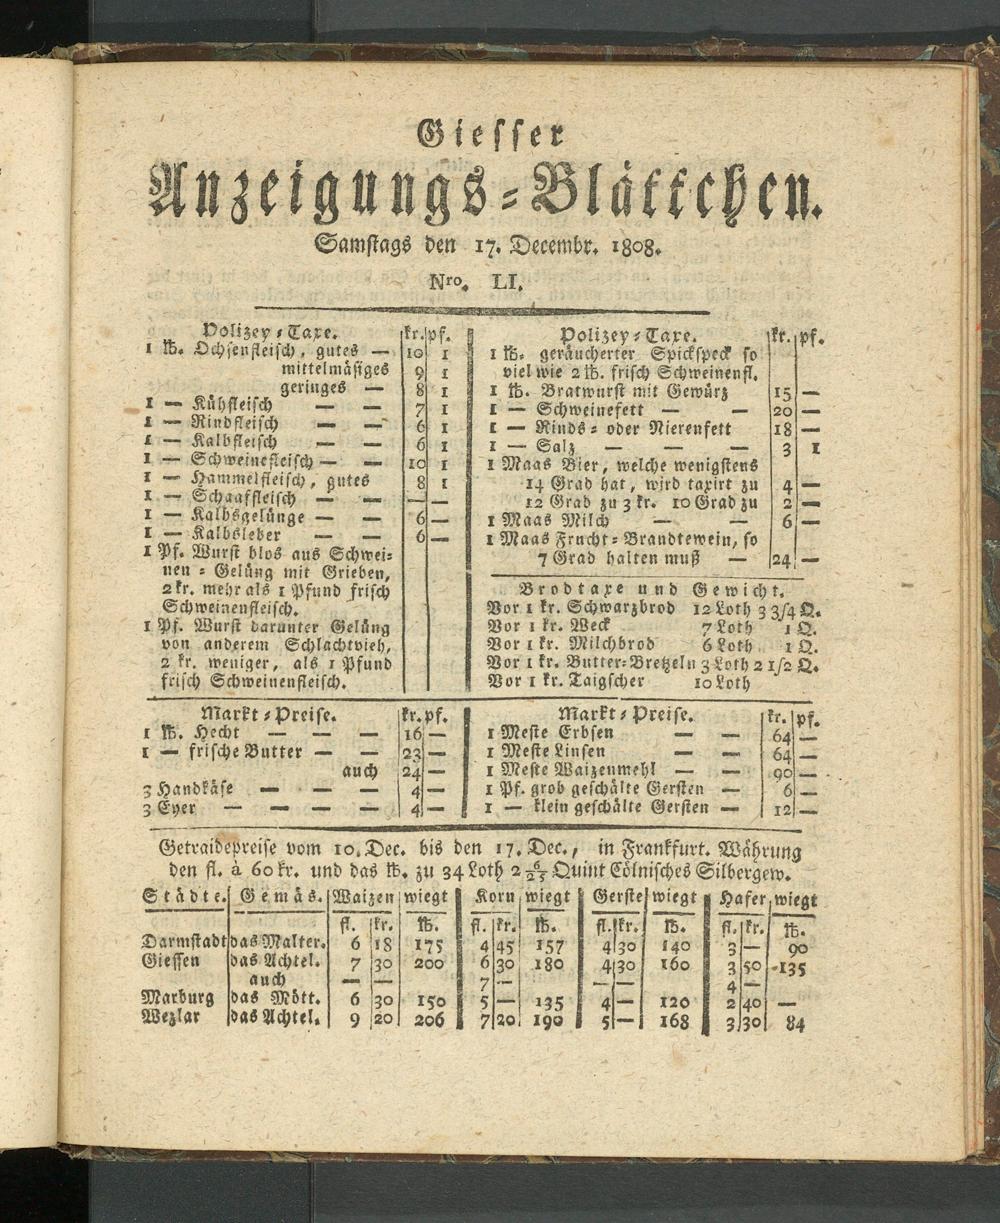 Giesser
Anzeigungs-Blättchen.
Samstags den 17. Decembr. 1808.
Nro. LI.
Polizey-Taxe. kr. pf.
1 ℔. Ochsenfleisch, gutes — 10 1
mittelmäsiges 9 1
geringes — 8 1
1 — Kühfleisch — — 7 1
1 — Rindfleisch — — 6 1
1 — Kalbfleisch — — 6 1
1 — Schweinefleisch — — 10 1
1 — Hammelfleisch, gutes 8 1
1 — Schaaffleisch — — — —
1 — Kalbsgelünge — — 6 —
1 — Kalbsleber — — 6 —
1 Pf. Wurst blos aus Schwei-
nen-Gelüng mit Grieben,
2 kr. mehr als 1 Pfund frisch
Schweinenfleisch.
1 Pf. Wurst darunter Gelüng
von anderem Schlachtvieh,
2 kr. weniger, als 1 Pfund
frisch Schweinenfleisch.
Polizey-Taxe. kr. pf.
1 ℔. geräucherter Spickspeck so
viel wie 2 ℔. frisch Schweinenfl.
1 ℔. Bratwurst mit Gewürz 15 —
1 — Schweinefett — — 20 —
1 — Rinds- oder Nierenfett 18 —
1 — Salz — — — 3 1
1 Maas Bier, welche wenigstens
14 Grad hat, wird taxirt zu 4 —
12 Grad zu 3 kr. 10 Grad zu 2 —
1 Maas Milch — — 6 —
1 Maas Frucht-Brandtewein, so
7 Grad halten muß — 24 —
Brodtaxe und Gewicht.
Vor 1 kr. Schwarzbrod 12 Loth 3 3/4 Q.
Vor 1 kr. Weck 7 Loth 1 Q.
Vor 1 kr. Milchbrod 6 Loth 1 Q.
Vor 1 kr. Butter-Bretzeln 3 Loth 2 1/2 Q.
Vor 1 kr. Taigscher 10 Loth
Markt-Preise. kr. pf.
1 ℔. Hecht — — — 16 —
1 — frische Butter — — 23 —
auch 24 —
3 Handkäse — — — 4 —
3 Eyer — — — — 4 —
Markt-Preise. kr. pf.
1 Meste Erbsen — — 64 —
1 Meste Linsen — — 64 —
1 Meste Waizenmehl — — 90 —
1 Pf. grob geschälte Gersten — 6 —
1 — klein geschälte Gersten — 12 —
Getraidepreise vom 10. Dec. bis den 17. Dec., in Frankfurt. Währung
den fl. à 60 kr. und das ℔. zu 34 Loth 2 6/25 Quint Cölnisches Silbergew.
Städte. Gemäs. Waizen wiegt Korn wiegt Gerste wiegt Hafer wiegt
fl. kr. ℔. fl. kr. ℔. fl. kr. ℔. fl. kr. ℔.
Darmstadt das Malter. 6 18 175 4 45 157 4 30 140 3 — 90
Giessen das Achtel. 7 30 200 6 30 180 4 30 160 3 50 135
auch — — 7 — — — 4 —
Marburg das Mött. 6 30 150 5 — 135 4 — 120 2 40 —
Wezlar das Achtel. 9 20 206 7 20 190 5 — 168 3 30 84